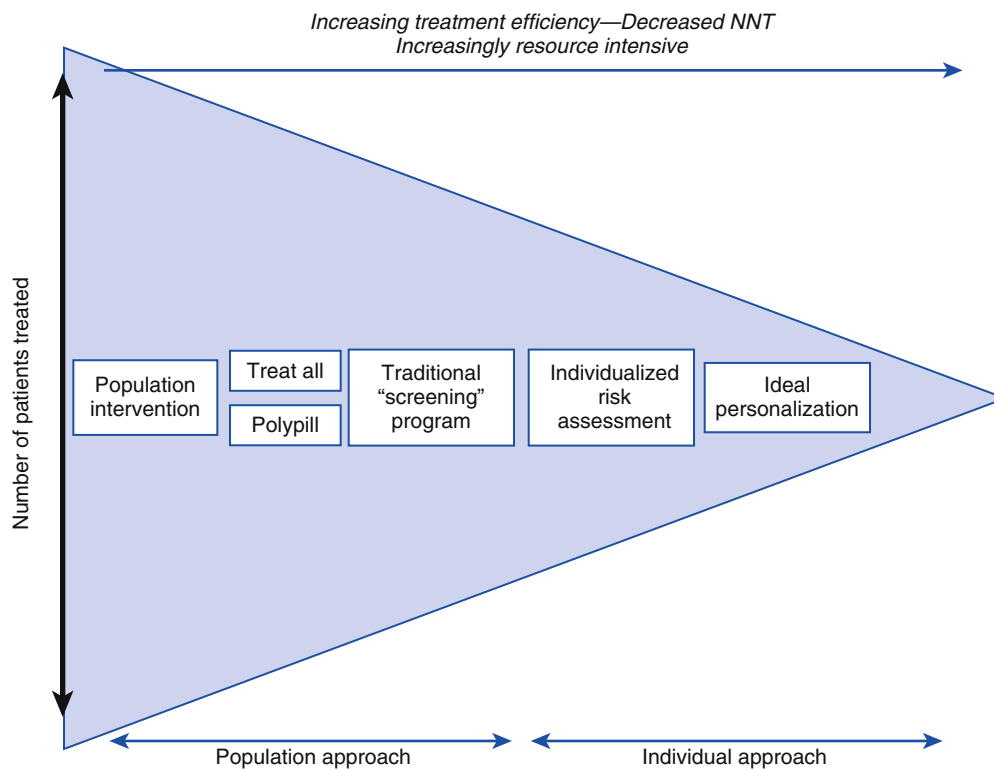 Increasing treatment efficiency—Decreased NNT
Increasingly resource intensive
Number of patients treated
Population
intervention
Treat all
Polypill
Traditional
“screening”
program
Individualized
risk
assessment
Ideal
personalization
Population approach
Individual approach